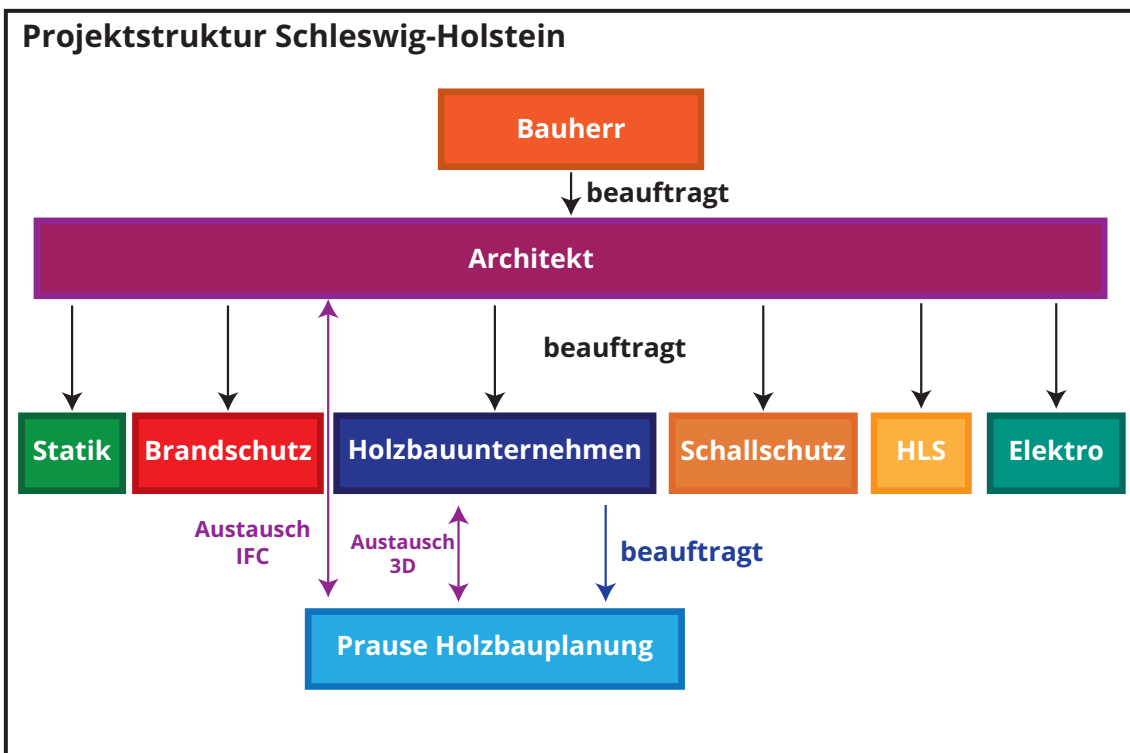 Projektstruktur Schleswig-Holstein
Bauherr
beauftragt
Architekt
beauftragt
Statik
Brandschutz
Holzbauunternehmen
Schallschutz
HLS
Elektro
Austausch
IFC
Austausch
3D
beauftragt
Prause Holzbauplanung